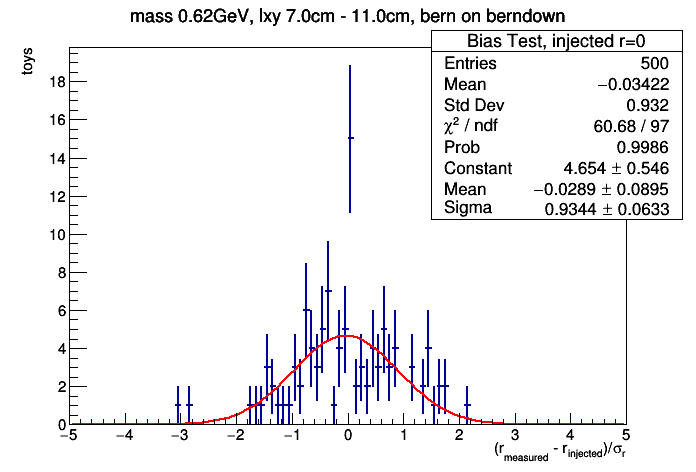 mass 0.62GeV, lxy 7.0cm - 11.0cm, bern on berndown
toys
Bias Test, injected r=0
Entries 500
Mean −0.03422
Std Dev 0.932
χ² / ndf 60.68 / 97
Prob 0.9986
Constant 4.654 ± 0.546
Mean −0.0289 ± 0.0895
Sigma 0.9344 ± 0.0633
18
16
14
12
10
8
6
4
2
0
−5 −4 −3 −2 −1 0 1 2 3 4 5
(r_measured - r_injected)/σ_r